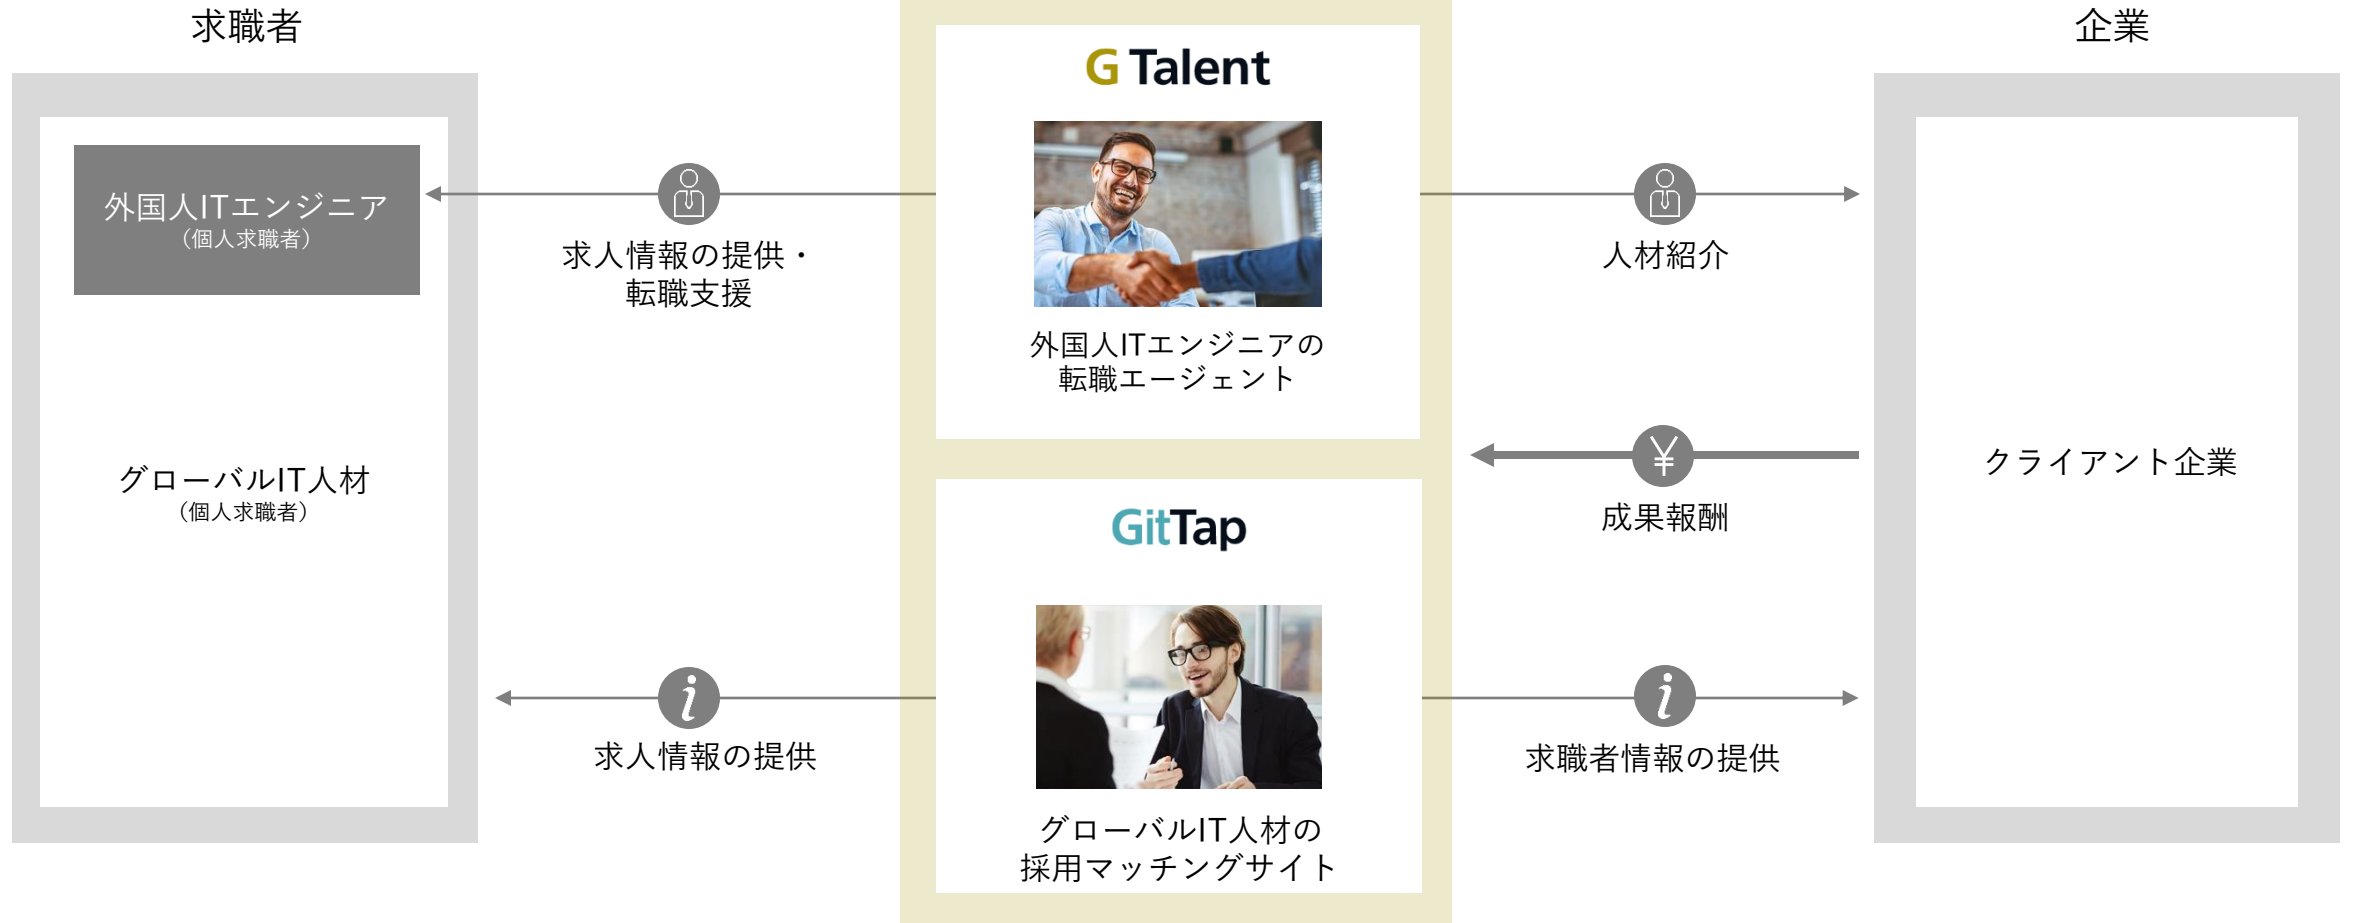 求職者
外国人ITエンジニア
（個人求職者）
グローバルIT人材
（個人求職者）
求人情報の提供・
転職支援
求人情報の提供
G Talent
外国人ITエンジニアの
転職エージェント
GitTap
グローバルIT人材の
採用マッチングサイト
人材紹介
¥
成果報酬
i
求職者情報の提供
i
企業
クライアント企業